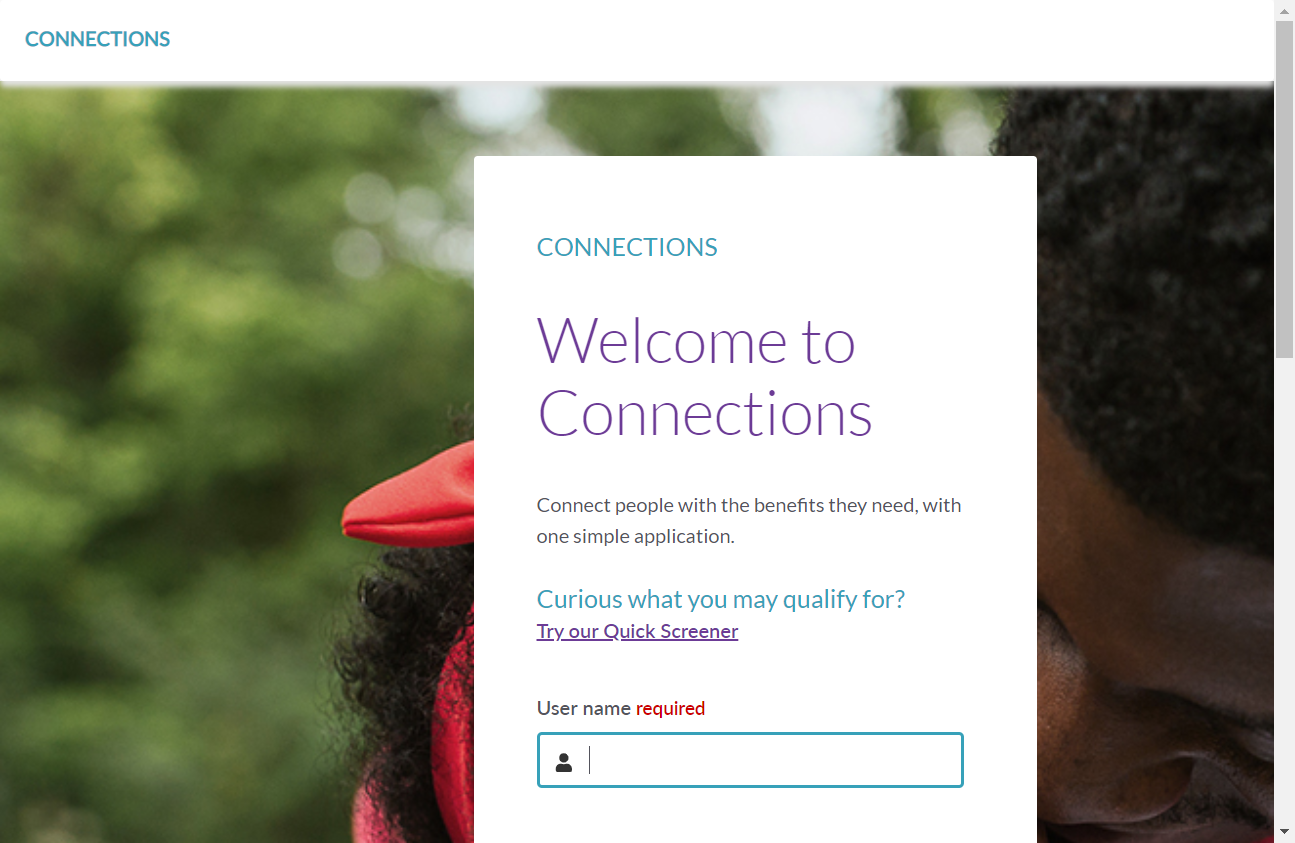 CONNECTIONS
CONNECTIONS
Welcome to
Connections
Connect people with the benefits they need, with
one simple application.
Curious what you may qualify for?
Try our Quick Screener
User name required